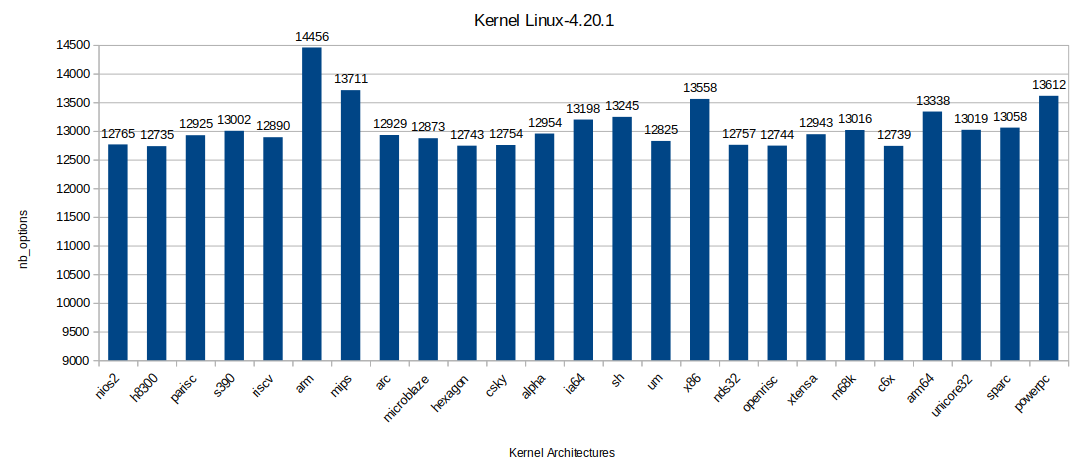 Kernel Linux-4.20.1
14500
14000
13500
13000
12500
12000
11500
11000
10500
10000
9500
9000
nb_options
12765
12735
12925
13002
12890
14456
13711
12929
12873
12743
12754
12954
13198
13245
12825
13558
12757
12744
12943
13016
12739
13338
13019
13058
13612
nios2
h8300
parisc
s390
riscv
arm
mips
arc
microblaze
hexagon
csky
alpha
ia64
sh
um
x86
nds32
openrisc
xtensa
m68k
c6x
arm64
unicore32
sparc
powerpc
Kernel Architectures